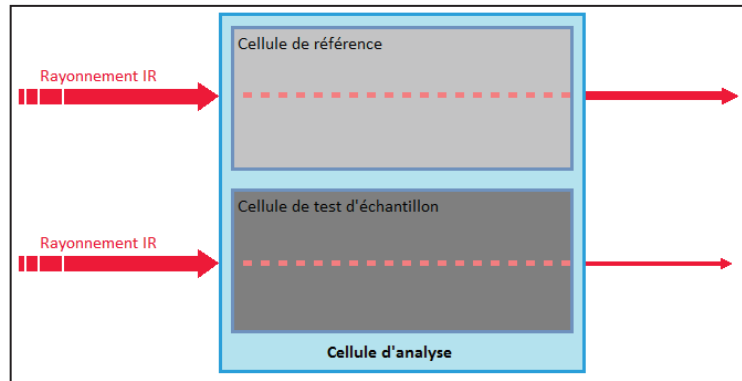 Cellule de référence
Rayonnement IR
Cellule de test d'échantillon
Rayonnement IR
Cellule d'analyse